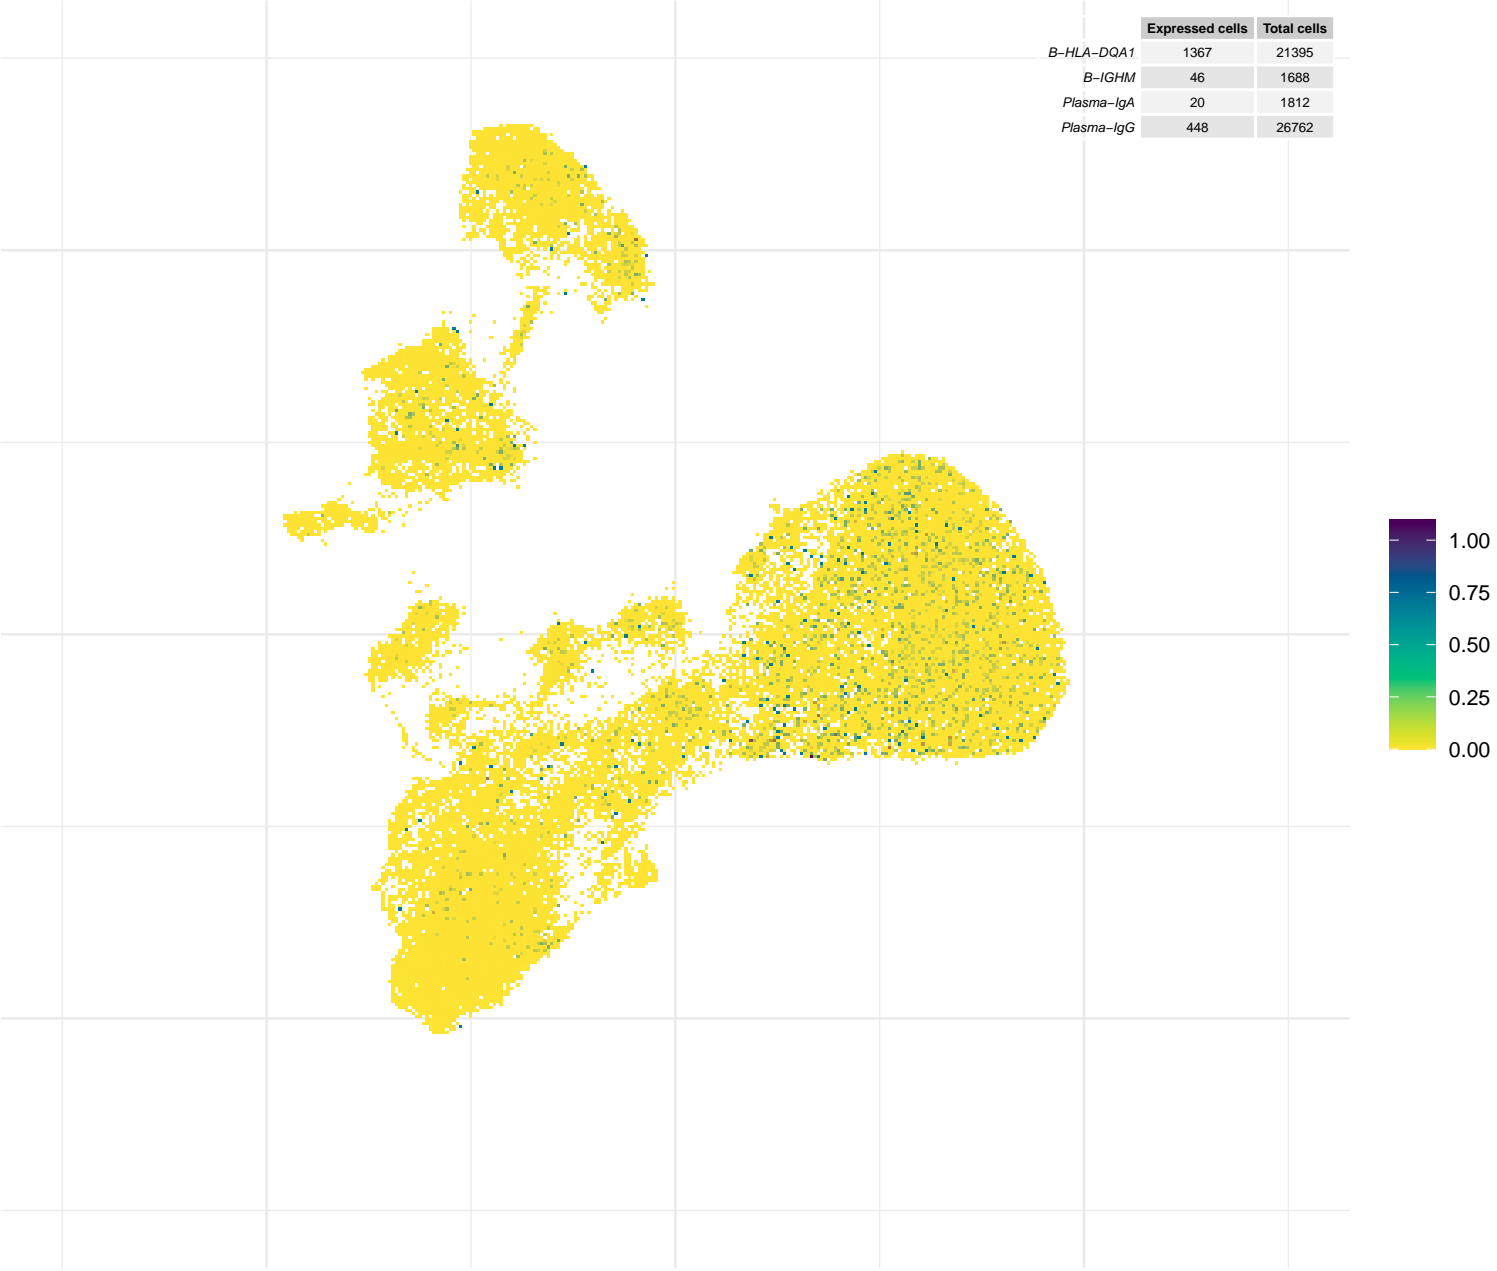 Expressed cells Total cells
B−HLA−DQA1 1367 21395
B−IGHM 46 1688
Plasma−IgA 20 1812
Plasma−IgG 448 26762
1.00
0.75
0.50
0.25
0.00